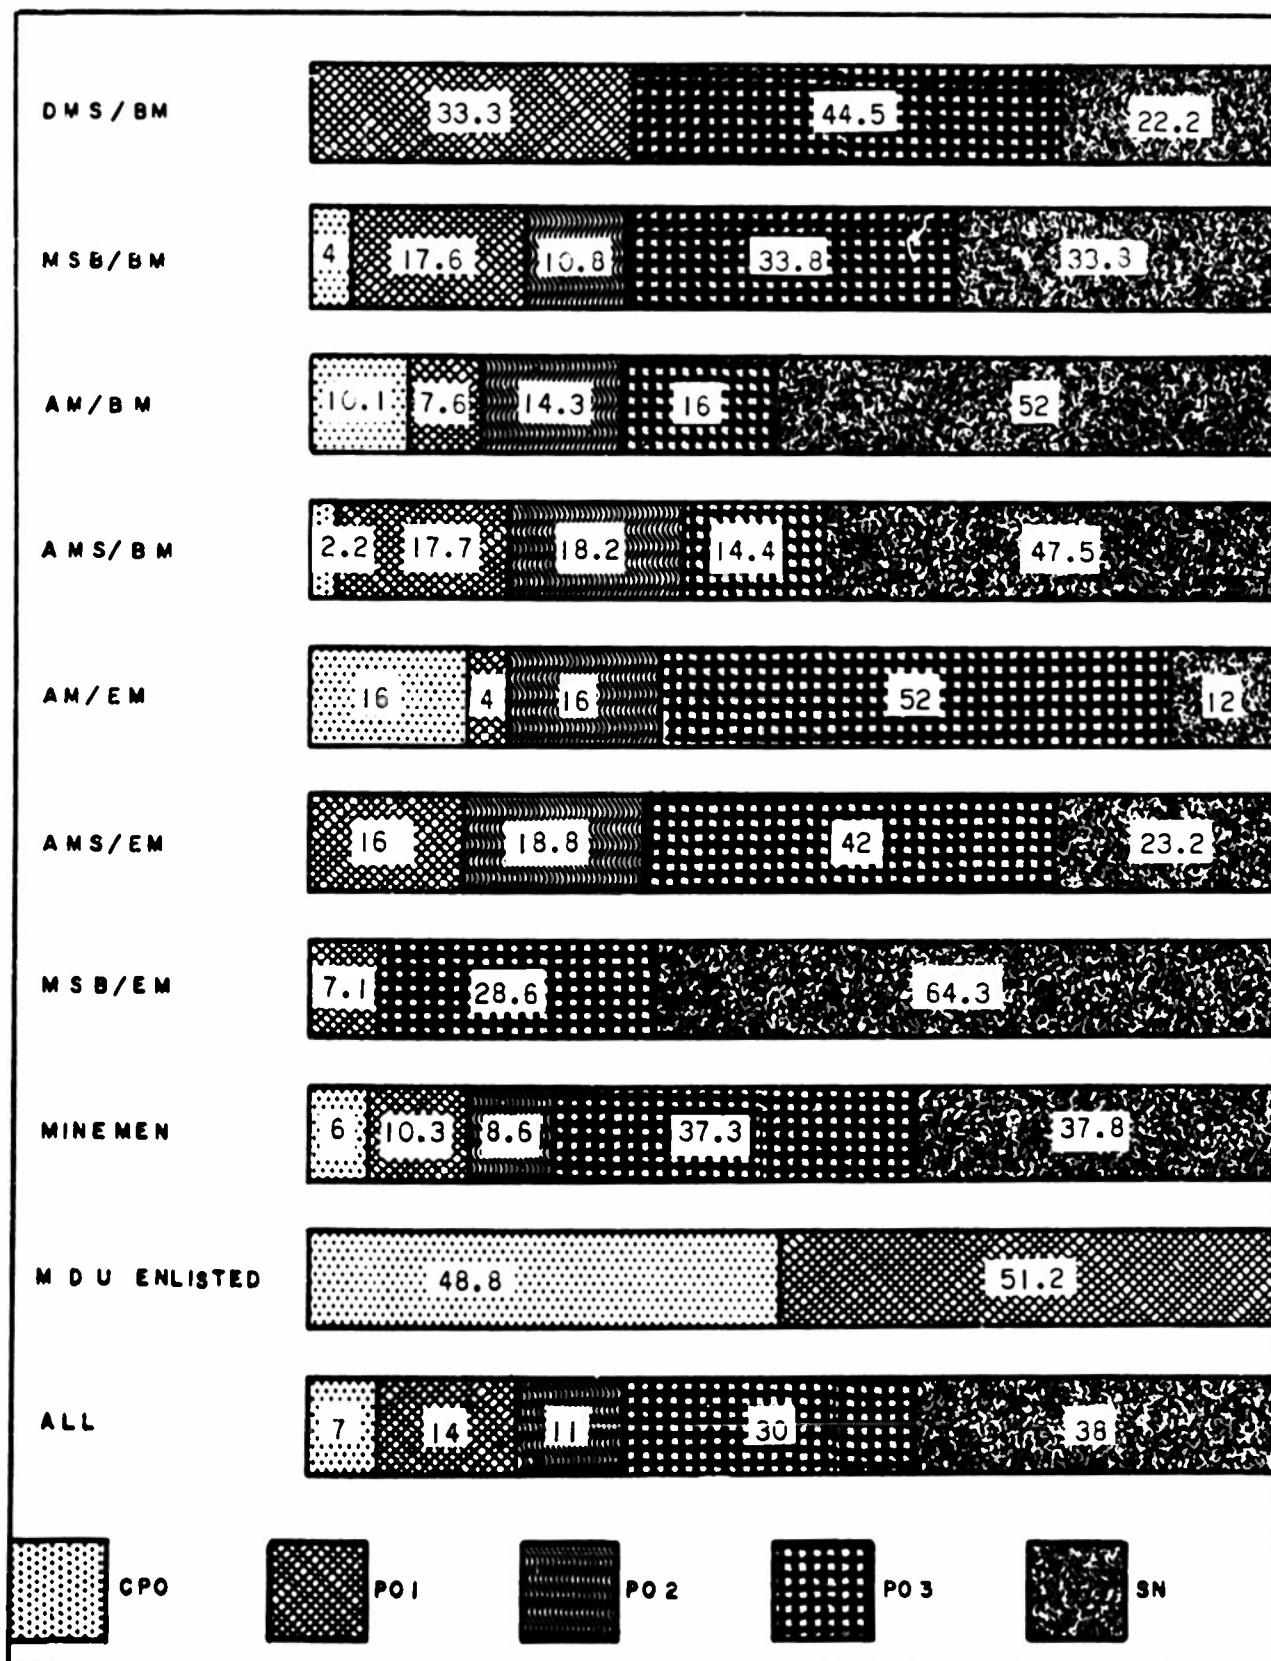 DMS/BM 33.3 44.5 22.2
MSB/BM 4 17.6 10.8 33.8 33.8
AM/BM 10.1 7.6 14.3 16 52
AMS/BM 2.2 17.7 18.2 14.4 47.5
AM/EM 16 4 16 52 12
AMS/EM 16 18.8 42 23.2
MSB/EM 7.1 28.6 64.3
MINEMEN 6 10.3 8.6 37.3 37.8
MDU ENLISTED 48.8 51.2
ALL 7 14 11 30 38
CPO PO1 PO2 PO3 SN